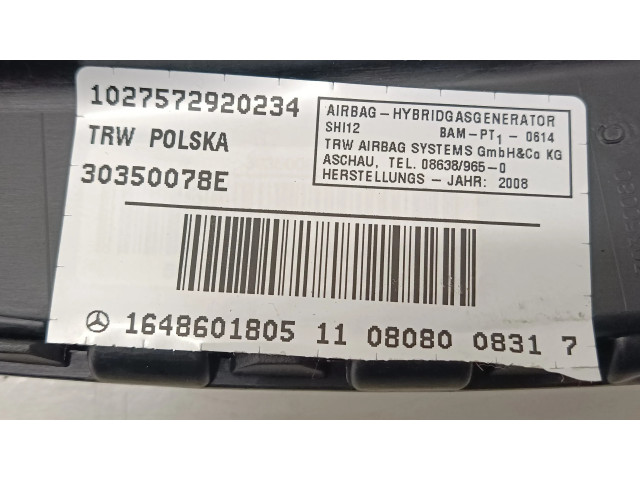 1027572920234
TRW POLSKA
30350078E
AIRBAG-HYBRIDGASGENERATOR
SHI12 BAM-PT1-0614
TRW AIRBAG SYSTEMS GmbH&Co KG
ASCHAU, TEL. 08638/965-0
HERSTELLUNGS-JAHR: 2008
1648601805 11 08080 0831 7